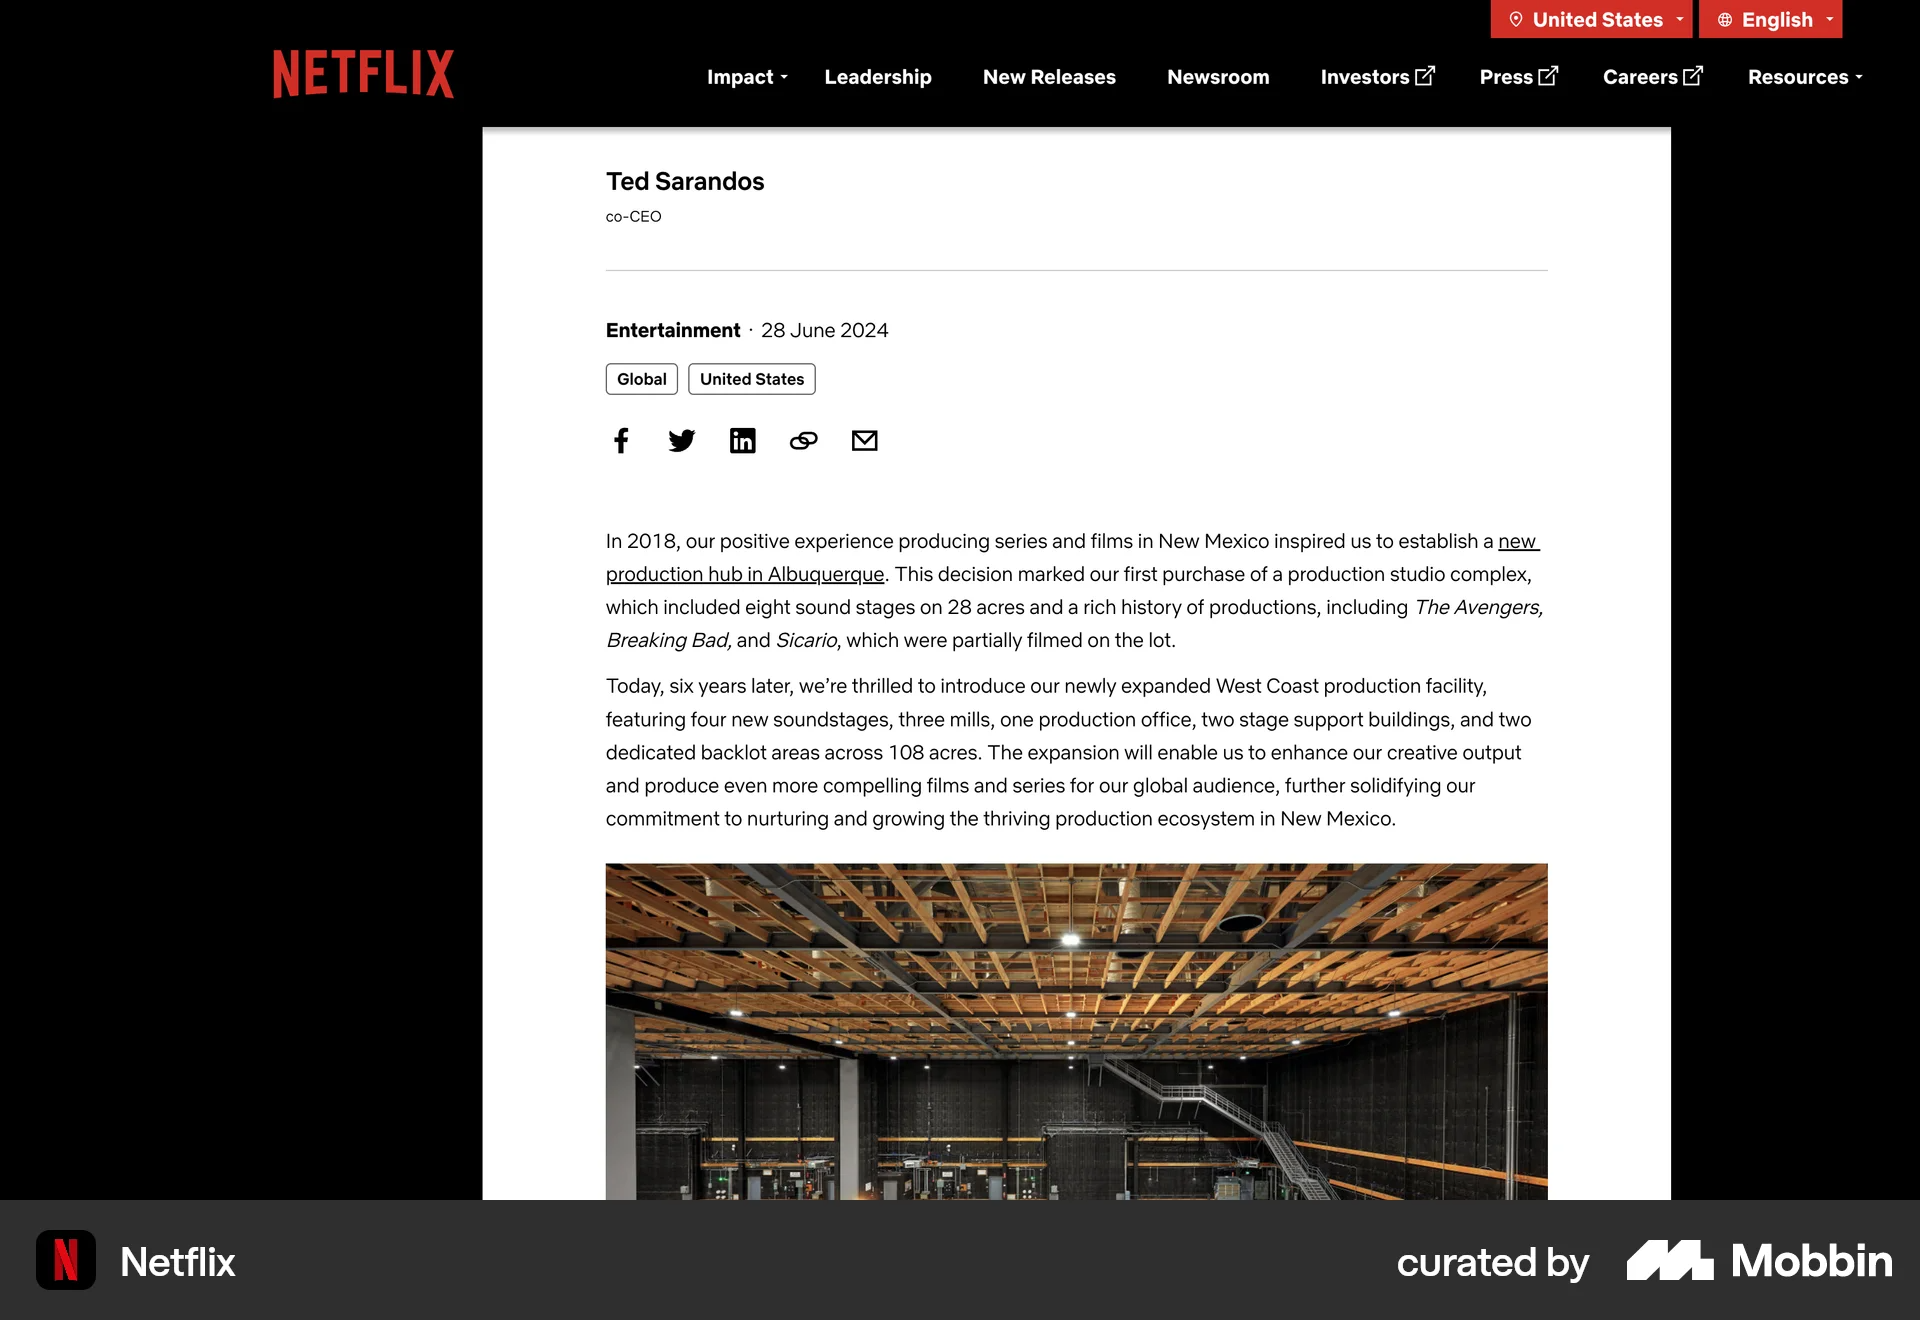 United States
English
NETFLIX
Impact
Leadership
New Releases
Newsroom
Investors
Press
Careers
Resources
Ted Sarandos
co-CEO
Entertainment · 28 June 2024
Global
United States
In 2018, our positive experience producing series and films in New Mexico inspired us to establish a new
production hub in Albuquerque. This decision marked our first purchase of a production studio complex,
which included eight sound stages on 28 acres and a rich history of productions, including The Avengers,
Breaking Bad, and Sicario, which were partially filmed on the lot.
Today, six years later, we’re thrilled to introduce our newly expanded West Coast production facility,
featuring four new soundstages, three mills, one production office, two stage support buildings, and two
dedicated backlot areas across 108 acres. The expansion will enable us to enhance our creative output
and produce even more compelling films and series for our global audience, further solidifying our
commitment to nurturing and growing the thriving production ecosystem in New Mexico.
Netflix
curated by Mobbin